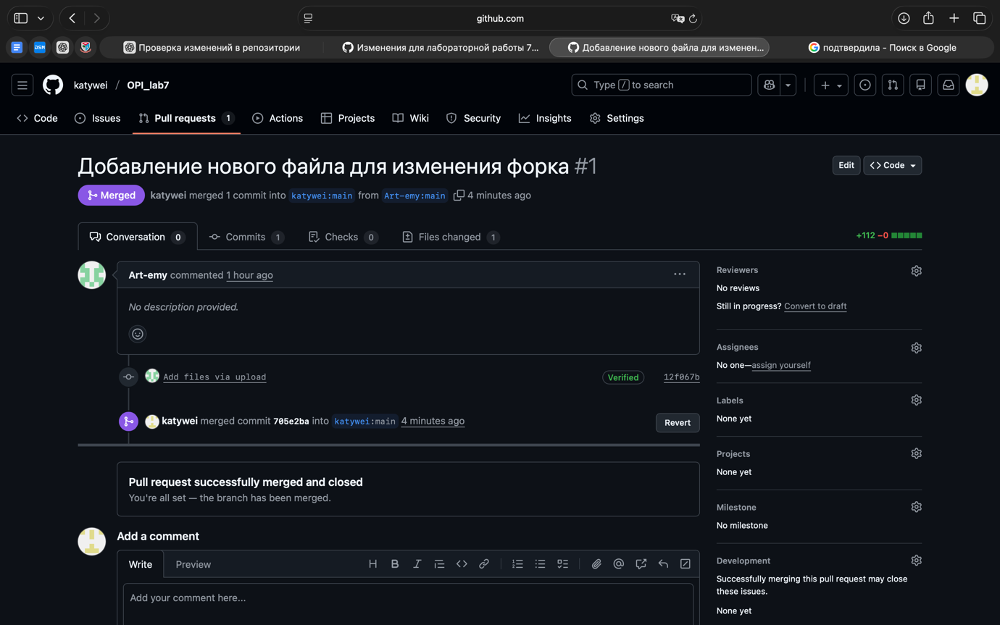 github.com
DSM
Проверка изменений в репозитории
Изменения для лабораторной работы 7...
Добавление нового файла для изменен...
подтвердила - Поиск в Google
katywei / OPI_lab7
Type / to search
Code
Issues
Pull requests 1
Actions
Projects
Wiki
Security
Insights
Settings
Добавление нового файла для изменения форка #1
Edit
<> Code
Merged
katywei merged 1 commit into katywei:main from Art-emy:main 4 minutes ago
Conversation 0
Commits 1
Checks 0
Files changed 1
+112 −0
Art-emy commented 1 hour ago
No description provided.
Add files via upload
Verified
12f067b
katywei merged commit 705e2ba into katywei:main 4 minutes ago
Revert
Pull request successfully merged and closed
You're all set — the branch has been merged.
Add a comment
Write
Preview
Add your comment here...
Reviewers
No reviews
Still in progress? Convert to draft
Assignees
No one—assign yourself
Labels
None yet
Projects
None yet
Milestone
No milestone
Development
Successfully merging this pull request may close
these issues.
None yet